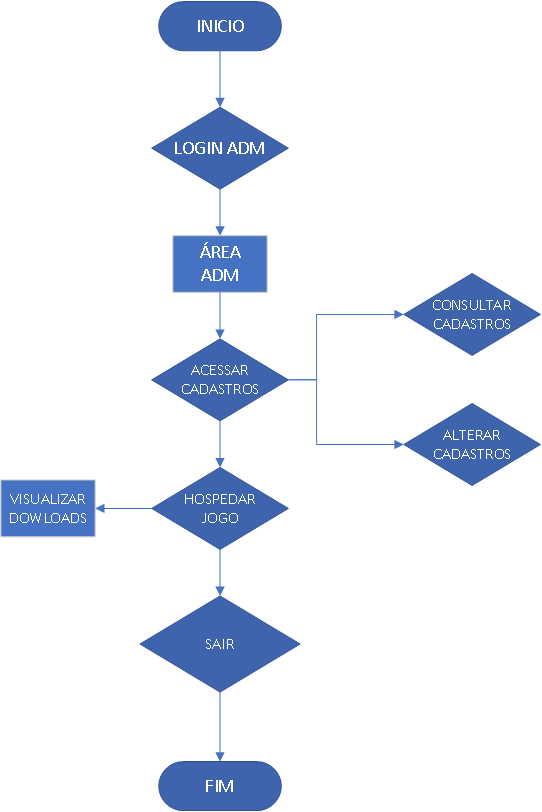 INICIO
LOGIN ADM
ÁREA
ADM
CONSULTAR
CADASTROS
ACESSAR
CADASTROS
ALTERAR
CADASTROS
VISUALIZAR
DOWLOADS
HOSPEDAR
JOGO
SAIR
FIM